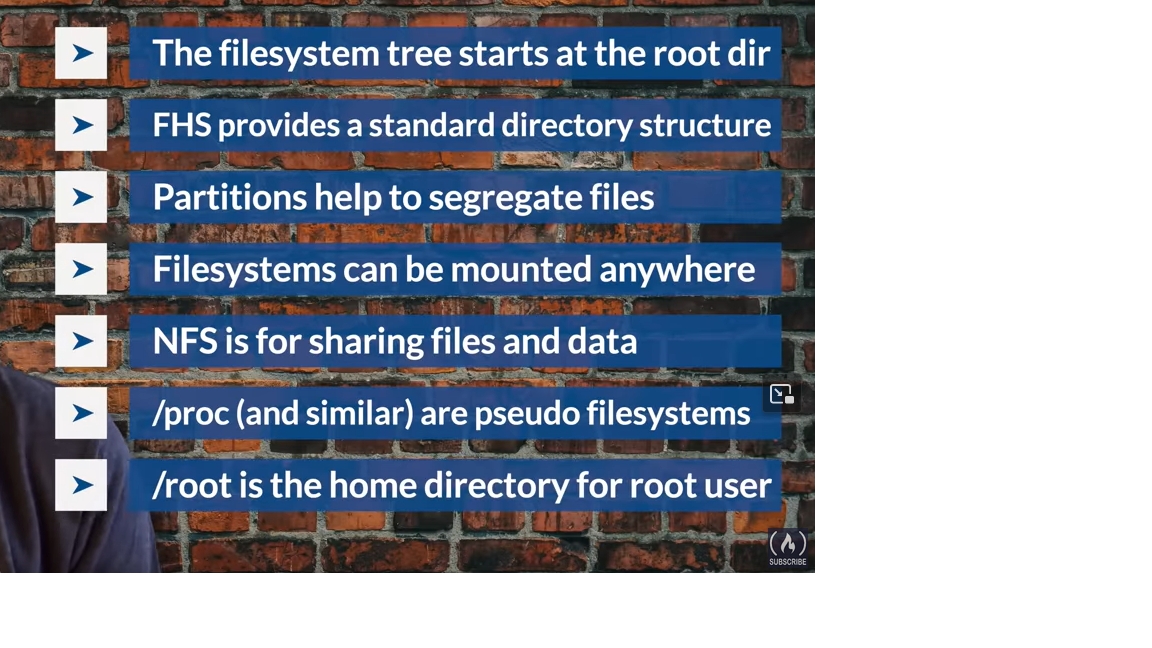 The filesystem tree starts at the root dir
FHS provides a standard directory structure
Partitions help to segregate files
Filesystems can be mounted anywhere
NFS is for sharing files and data
/proc (and similar) are pseudo filesystems
/root is the home directory for root user
SUBSCRIBE